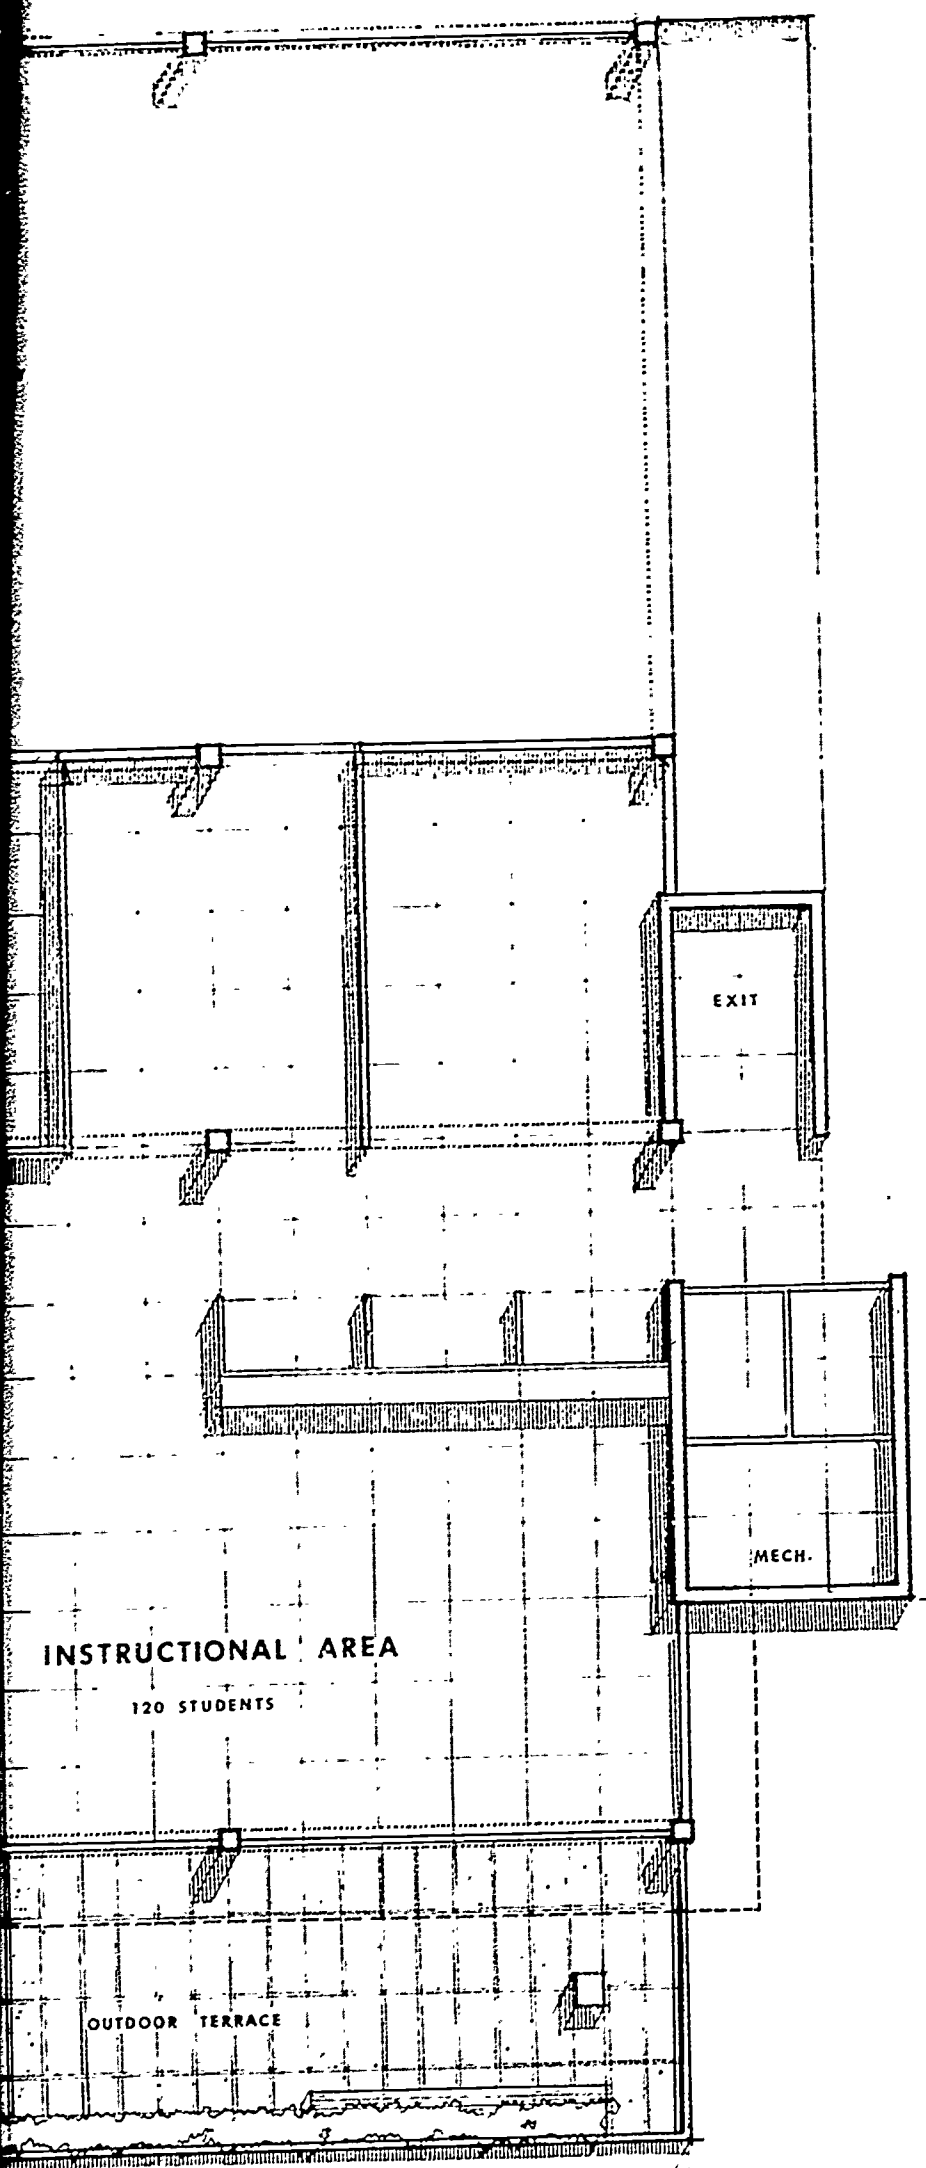 EXIT
MECH.
INSTRUCTIONAL AREA
120 STUDENTS
OUTDOOR TERRACE